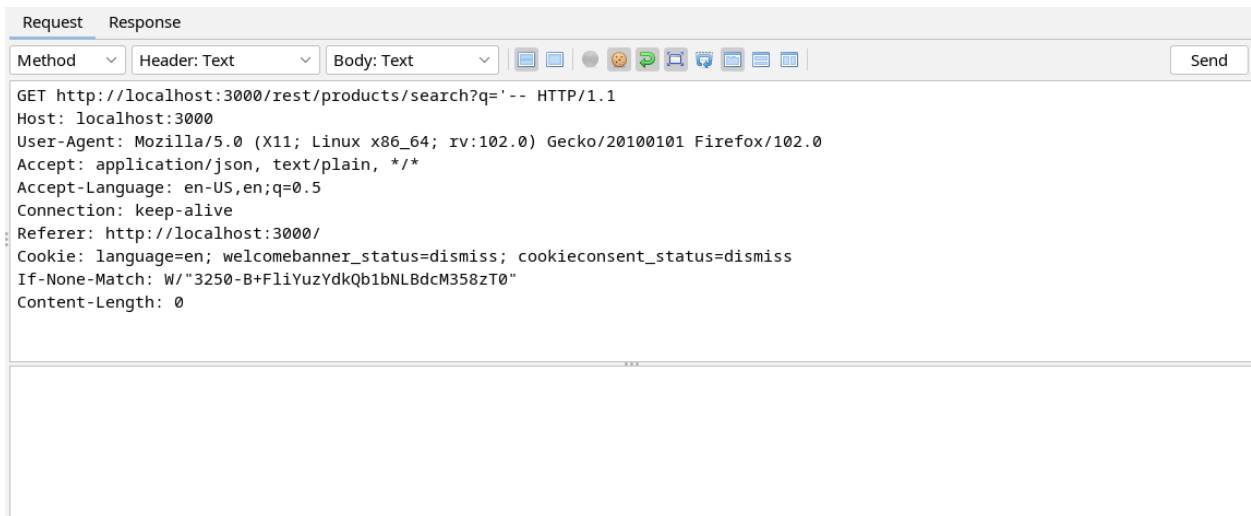 Request Response
Method Header: Text Body: Text Send
GET http://localhost:3000/rest/products/search?q='-- HTTP/1.1
Host: localhost:3000
User-Agent: Mozilla/5.0 (X11; Linux x86_64; rv:102.0) Gecko/20100101 Firefox/102.0
Accept: application/json, text/plain, */*
Accept-Language: en-US,en;q=0.5
Connection: keep-alive
Referer: http://localhost:3000/
Cookie: language=en; welcomebanner_status=dismiss; cookieconsent_status=dismiss
If-None-Match: W/"3250-B+FliYuzYdkQb1bNLBdcM358zT0"
Content-Length: 0